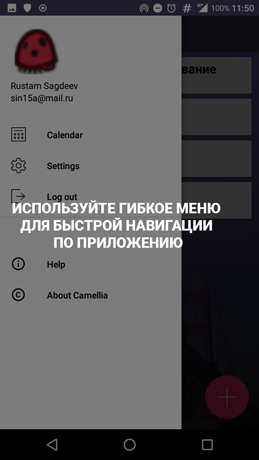 100% 11:50
Rustam Sagdeev
sin15a@mail.ru
вание
Calendar
Settings
Log out
ИСПОЛЬЗУЙТЕ ГИБКОЕ МЕНЮ
ДЛЯ БЫСТРОЙ НАВИГАЦИИ
ПО ПРИЛОЖЕНИЮ
Help
About Camellia